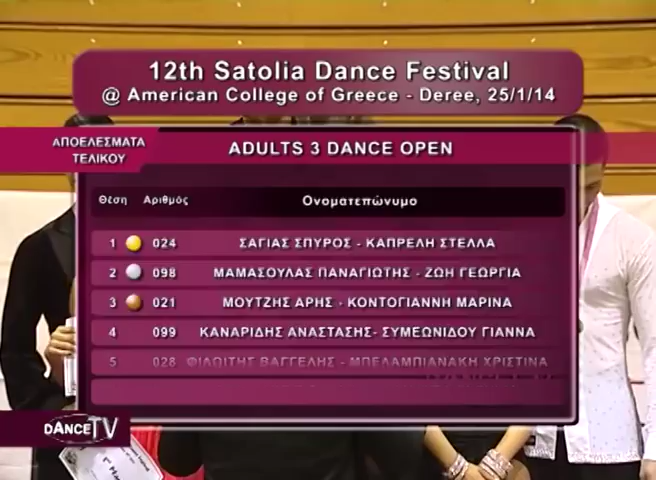 12th Satolia Dance Festival
@ American College of Greece - Deree, 25/1/14
ΑΠΟΕΛΕΣΜΑΤΑ
ΤΕΛΙΚΟΥ
ADULTS 3 DANCE OPEN
Θέση Αριθμός Ονοματεπώνυμο
1 024 ΣΑΓΙΑΣ ΣΠΥΡΟΣ - ΚΑΠΡΕΛΗ ΣΤΕΛΛΑ
2 098 ΜΑΜΑΣΟΥΛΑΣ ΠΑΝΑΓΙΩΤΗΣ - ΖΩΗ ΓΕΩΡΓΙΑ
3 021 ΜΟΥΤΖΗΣ ΑΡΗΣ - ΚΟΝΤΟΓΙΑΝΝΗ ΜΑΡΙΝΑ
4 099 ΚΑΝΑΡΙΔΗΣ ΑΝΑΣΤΑΣΗΣ- ΣΥΜΕΩΝΙΔΟΥ ΓΙΑΝΝΑ
5 028 ΦΙΛΟΙΤΗΣ ΒΑΓΓΕΛΗΣ - ΜΠΕΛΑΜΠΙΑΝΑΚΗ ΧΡΙΣΤΙΝΑ
DANCE TV